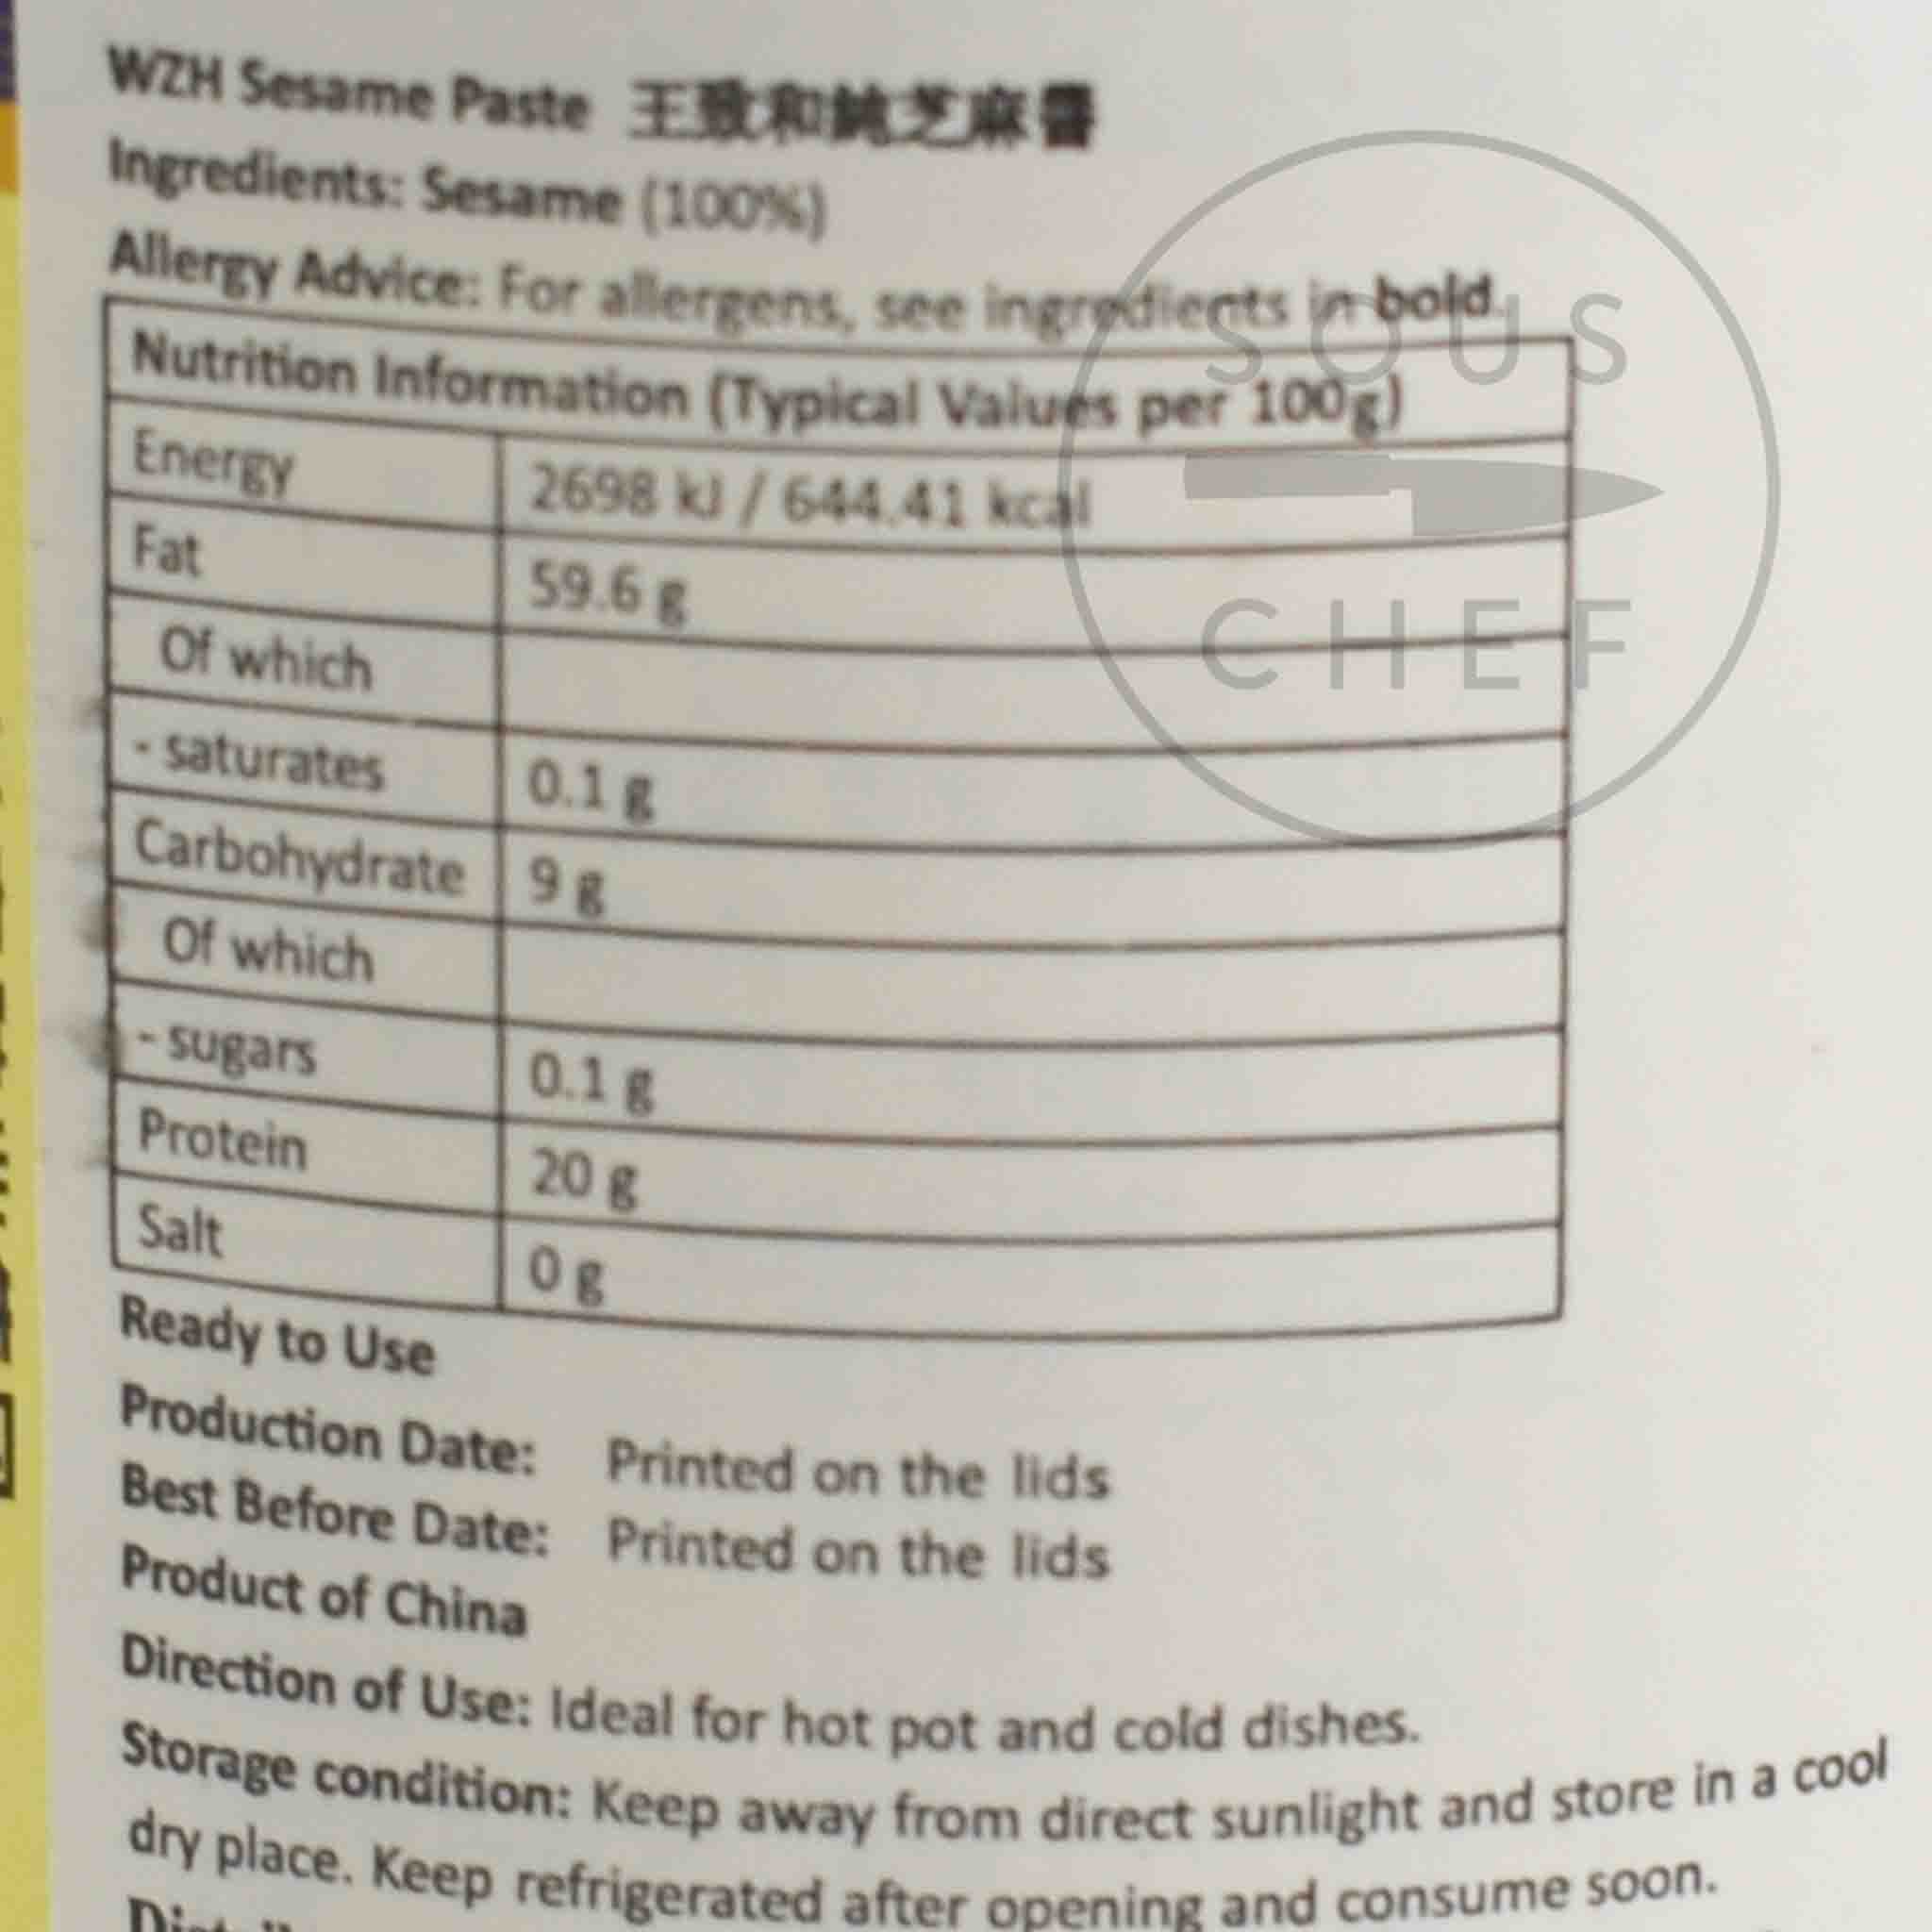 WZH Sesame Paste 王致和純芝麻醬
Ingredients: Sesame (100%)
Allergy Advice: For allergens, see ingredients in bold.
Nutrition Information (Typical Values per 100g)
Energy 2698 kJ / 644.41 kcal
Fat 59.6 g
Of which
- saturates 0.1 g
Carbohydrate 9 g
Of which
- sugars 0.1 g
Protein 20 g
Salt 0 g
Ready to Use
Production Date: Printed on the lids
Best Before Date: Printed on the lids
Product of China
Direction of Use: Ideal for hot pot and cold dishes.
Storage condition: Keep away from direct sunlight and store in a cool
dry place. Keep refrigerated after opening and consume soon.
SOUS
CHEF